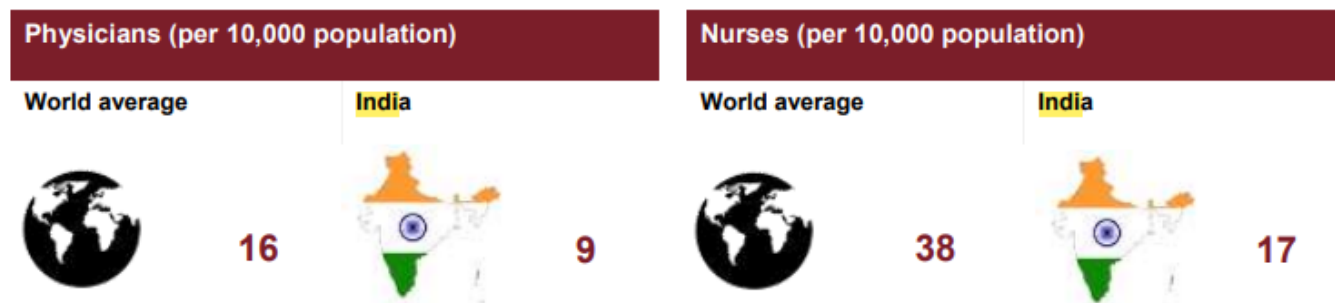 Physicians (per 10,000 population)
World average India
16 9
Nurses (per 10,000 population)
World average India
38 17